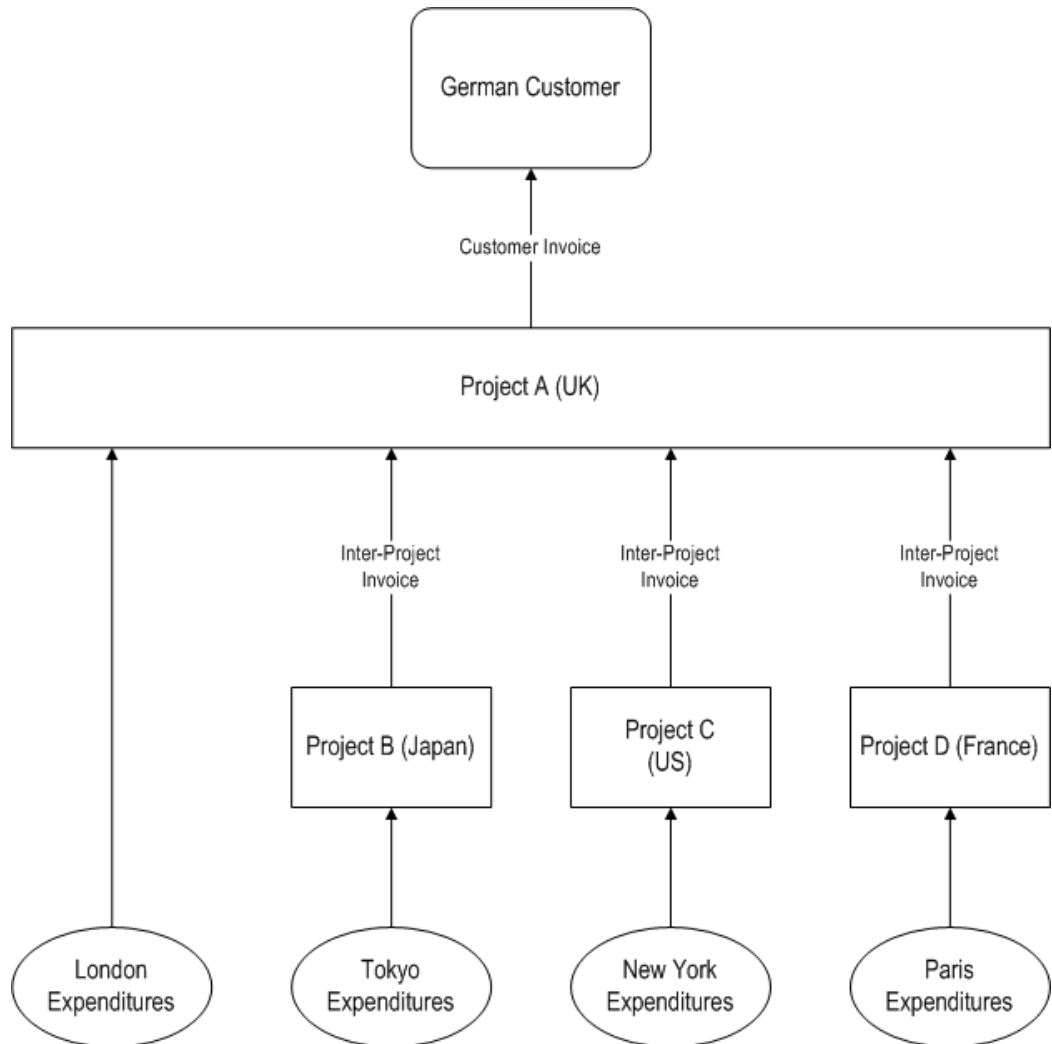 German Customer
Customer Invoice
Project A (UK)
Inter-Project
Invoice
Inter-Project
Invoice
Inter-Project
Invoice
Project B (Japan)
Project C
(US)
Project D (France)
London
Expenditures
Tokyo
Expenditures
New York
Expenditures
Paris
Expenditures